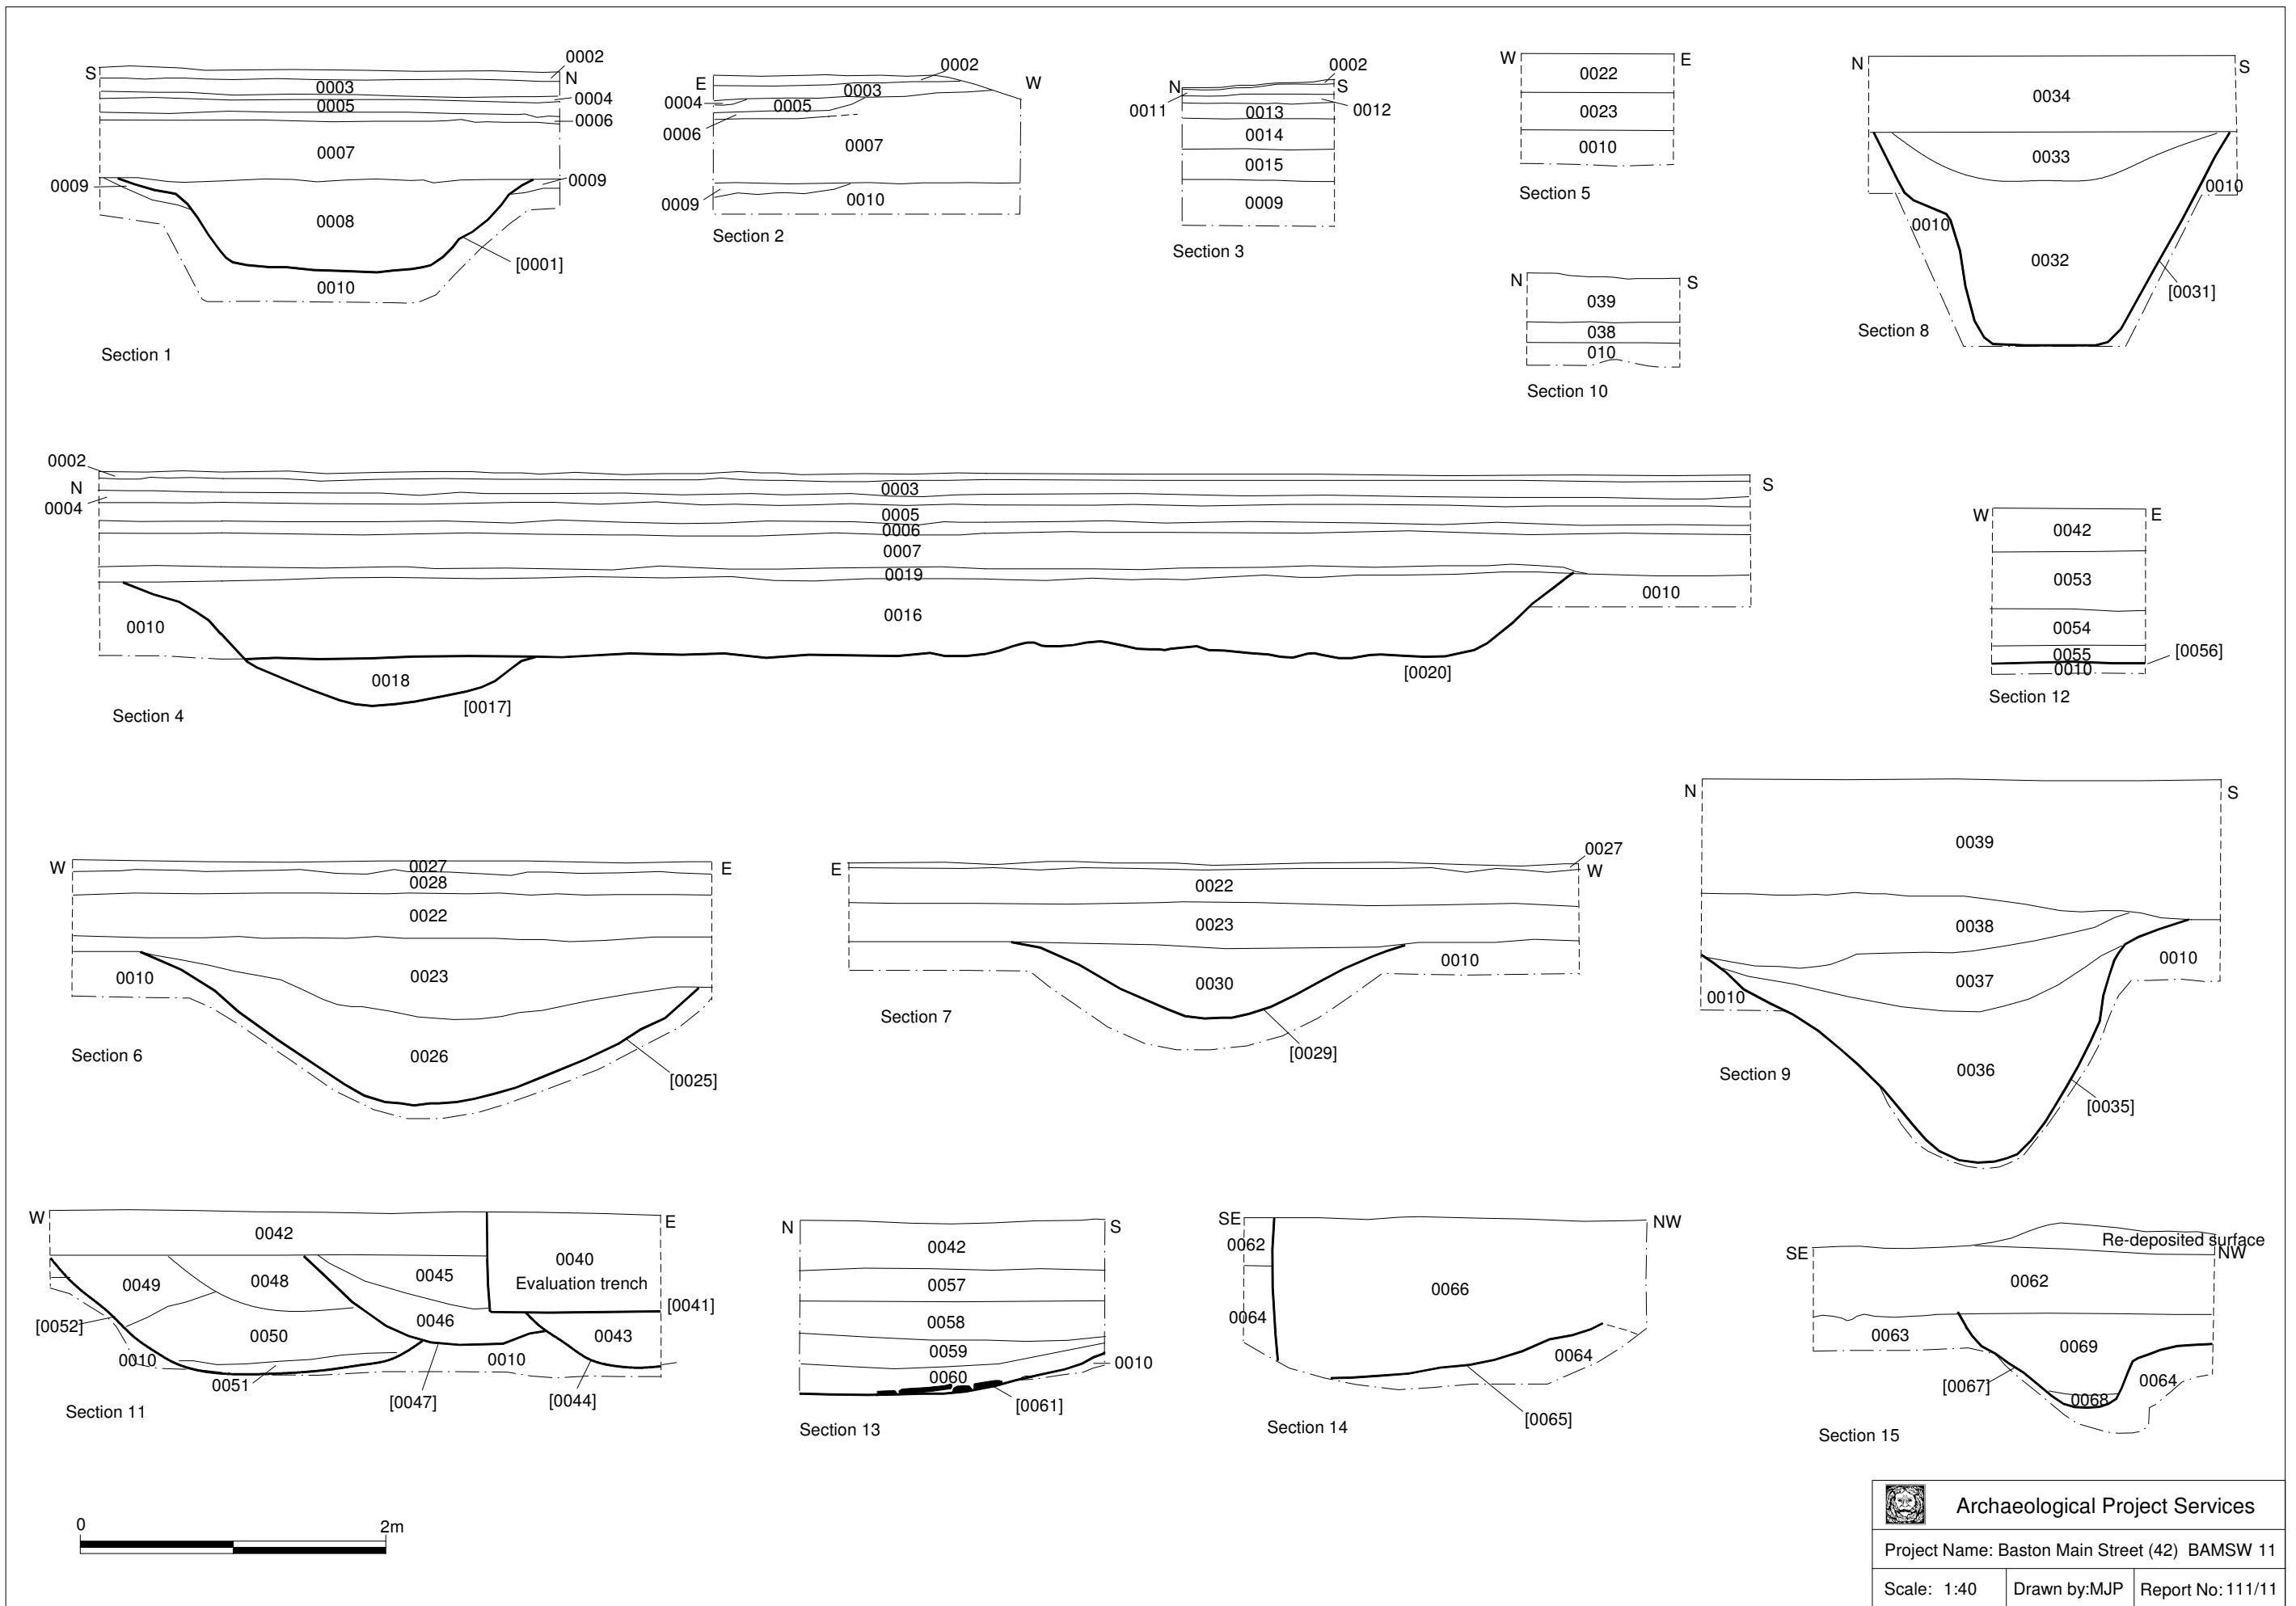 S
0002
N
0003
0004
0005
0006
0007
0009
0009
0008
[0001]
0010
Section 1
E
0002
W
0003
0004
0005
0006
0007
0009
0010
Section 2
0002
N
S
0011
0012
0013
0014
0015
0009
Section 3
W
E
0022
0023
0010
Section 5
N
S
039
038
010
Section 10
N
S
0034
0033
0010
0010
0032
[0031]
Section 8
0002
N
0004
S
0003
0005
0006
0007
0019
0016
0010
0010
0018
[0017]
[0020]
Section 4
W
E
0042
0053
0054
0055
[0056]
0010
Section 12
W
E
0027
0028
0022
0023
0010
0026
[0025]
Section 6
E
0027
W
0022
0023
0010
0030
[0029]
Section 7
N
S
0039
0038
0037
0010
0010
0036
[0035]
Section 9
W
E
0042
0040
Evaluation trench
[0041]
0049
0048
0045
0046
0043
[0052]
0050
0010
0010
0051
[0047]
[0044]
Section 11
N
S
0042
0057
0058
0059
0010
0060
[0061]
Section 13
SE
NW
0062
0066
0064
0064
[0065]
Section 14
Re-deposited surface
SE
NW
0062
0063
0069
[0067]
0064
0068
Section 15
0 2m
Archaeological Project Services
Project Name: Baston Main Street (42) BAMSW 11
Scale: 1:40 Drawn by:MJP Report No: 111/11